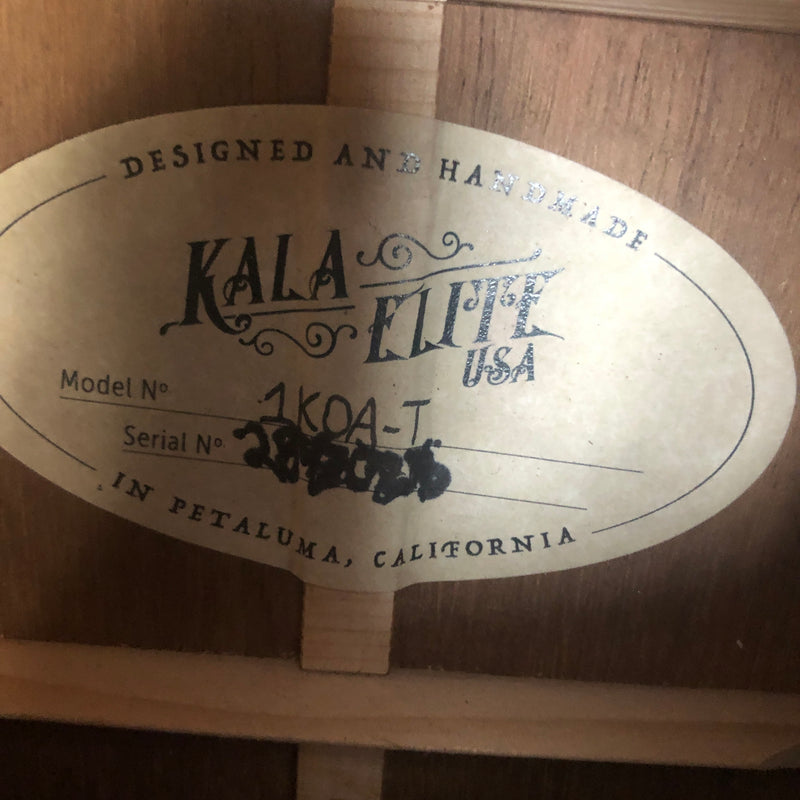 DESIGNED AND HANDMADE
KALA
ELITE
USA
Model Nº 1KOA-T
Serial Nº
IN PETALUMA, CALIFORNIA